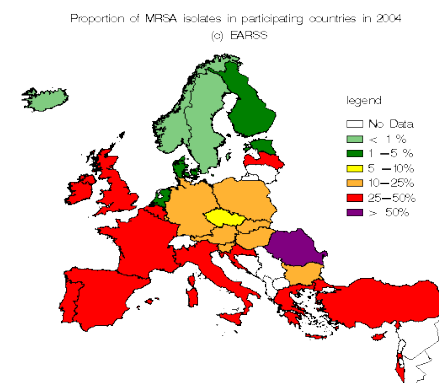 Proportion of MRSA isolates in participating countries in 2004
(c) EARSS
legend
No Data
< 1 %
1 –5 %
5 –10%
10–25%
25–50%
> 50%